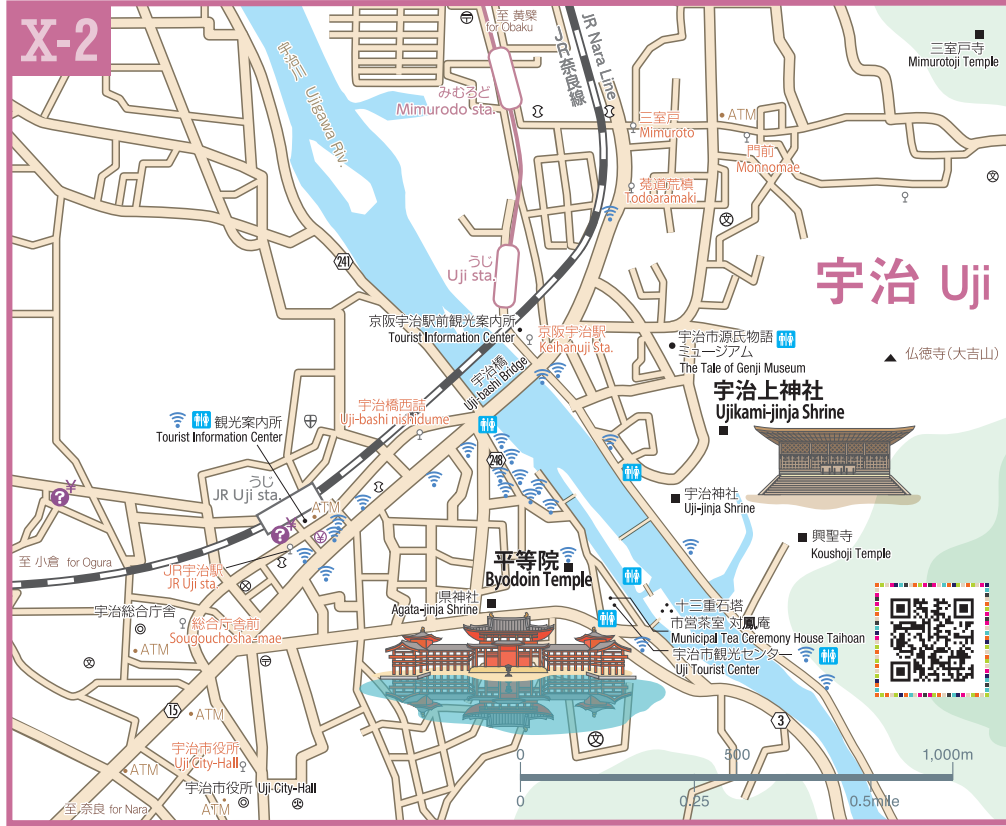 X-2
至 黄檗
for Obaku
JR Nara Line
JR奈良線
三室戸寺
Mimurotoji Temple
宇治川 Ujigawa Riv.
みむろど
Mimurodo sta.
三室戸
Mimuroto
ATM
門前
Monnomae
莵道荒槙
Todoaramaki
文
241
うじ
Uji sta.
宇治 Uji
京阪宇治駅前観光案内所
Tourist Information Center
京阪宇治駅
Keihanuji Sta.
宇治市源氏物語
ミュージアム
The Tale of Genji Museum
仏徳寺(大吉山)
宇治橋
Uji-bashi Bridge
宇治上神社
Ujikami-jinja Shrine
宇治橋西詰
Uji-bashi nishidume
観光案内所
Tourist Information Center
248
うじ
JR Uji sta.
ATM
宇治神社
Uji-jinja Shrine
興聖寺
Koushoji Temple
至 小倉 for Ogura
JR宇治駅
JR Uji sta.
平等院
Byodoin Temple
県神社
Agata-jinja Shrine
宇治総合庁舎
総合庁舎前
Sougouchosha-mae
ATM
十三重石塔
市営茶室 対鳳庵
Municipal Tea Ceremony House Taihoan
宇治市観光センター
Uji Tourist Center
15
ATM
3
文
宇治市役所
Uji City-Hall
ATM
宇治市役所 Uji-City-Hall
至 奈良 for Nara
ATM
0 500 1,000m
0 0.25 0.5mile